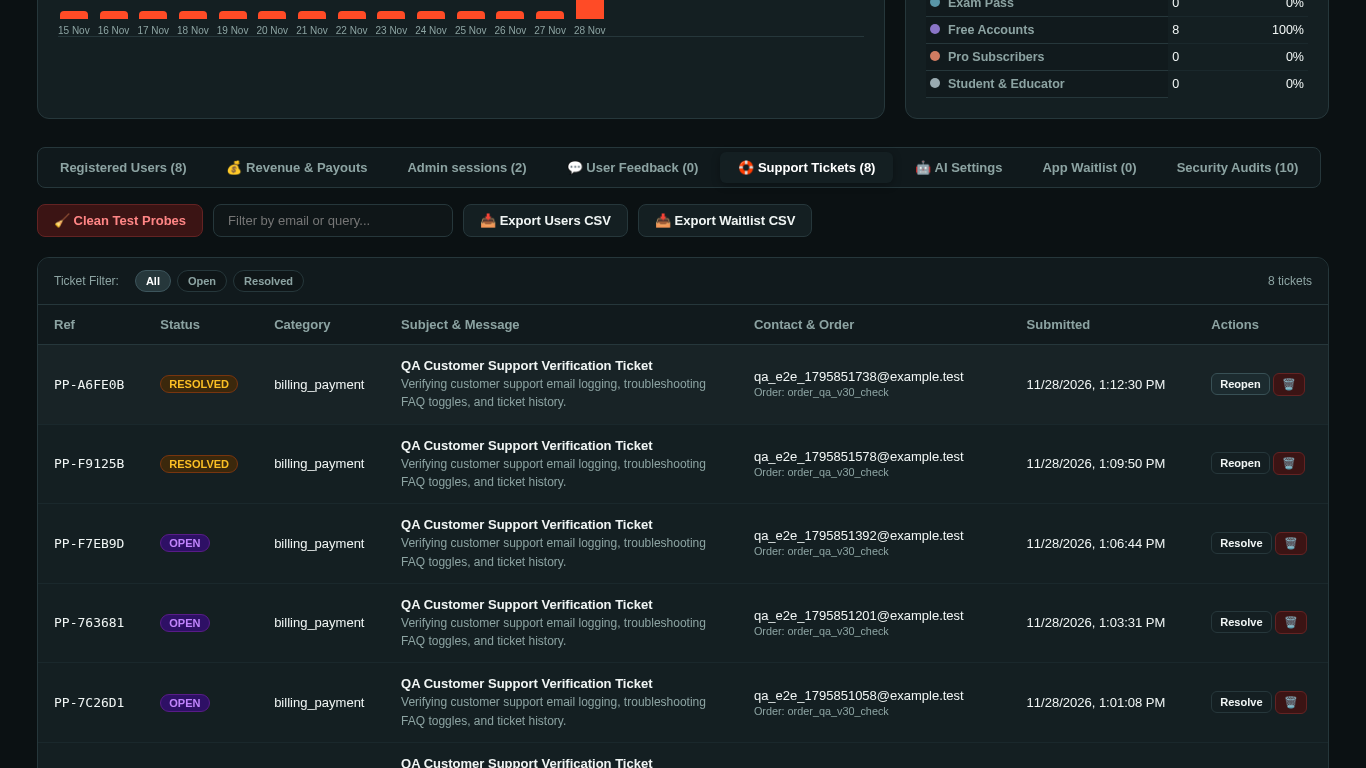 15 Nov 16 Nov 17 Nov 18 Nov 19 Nov 20 Nov 21 Nov 22 Nov 23 Nov 24 Nov 25 Nov 26 Nov 27 Nov 28 Nov
Exam Pass 0 0%
Free Accounts 8 100%
Pro Subscribers 0 0%
Student & Educator 0 0%
Registered Users (8) 💰 Revenue & Payouts Admin sessions (2) 💬 User Feedback (0) 🛟 Support Tickets (8) 🤖 AI Settings App Waitlist (0) Security Audits (10)
🧹 Clean Test Probes Filter by email or query... 📥 Export Users CSV 📥 Export Waitlist CSV
Ticket Filter: All Open Resolved 8 tickets
Ref Status Category Subject & Message Contact & Order Submitted Actions
PP-A6FE0B RESOLVED billing_payment QA Customer Support Verification Ticket
Verifying customer support email logging, troubleshooting
FAQ toggles, and ticket history.
qa_e2e_1795851738@example.test
Order: order_qa_v30_check
11/28/2026, 1:12:30 PM Reopen
PP-F9125B RESOLVED billing_payment QA Customer Support Verification Ticket
Verifying customer support email logging, troubleshooting
FAQ toggles, and ticket history.
qa_e2e_1795851578@example.test
Order: order_qa_v30_check
11/28/2026, 1:09:50 PM Reopen
PP-F7EB9D OPEN billing_payment QA Customer Support Verification Ticket
Verifying customer support email logging, troubleshooting
FAQ toggles, and ticket history.
qa_e2e_1795851392@example.test
Order: order_qa_v30_check
11/28/2026, 1:06:44 PM Resolve
PP-763681 OPEN billing_payment QA Customer Support Verification Ticket
Verifying customer support email logging, troubleshooting
FAQ toggles, and ticket history.
qa_e2e_1795851201@example.test
Order: order_qa_v30_check
11/28/2026, 1:03:31 PM Resolve
PP-7C26D1 OPEN billing_payment QA Customer Support Verification Ticket
Verifying customer support email logging, troubleshooting
FAQ toggles, and ticket history.
qa_e2e_1795851058@example.test
Order: order_qa_v30_check
11/28/2026, 1:01:08 PM Resolve
QA Customer Support Verification Ticket